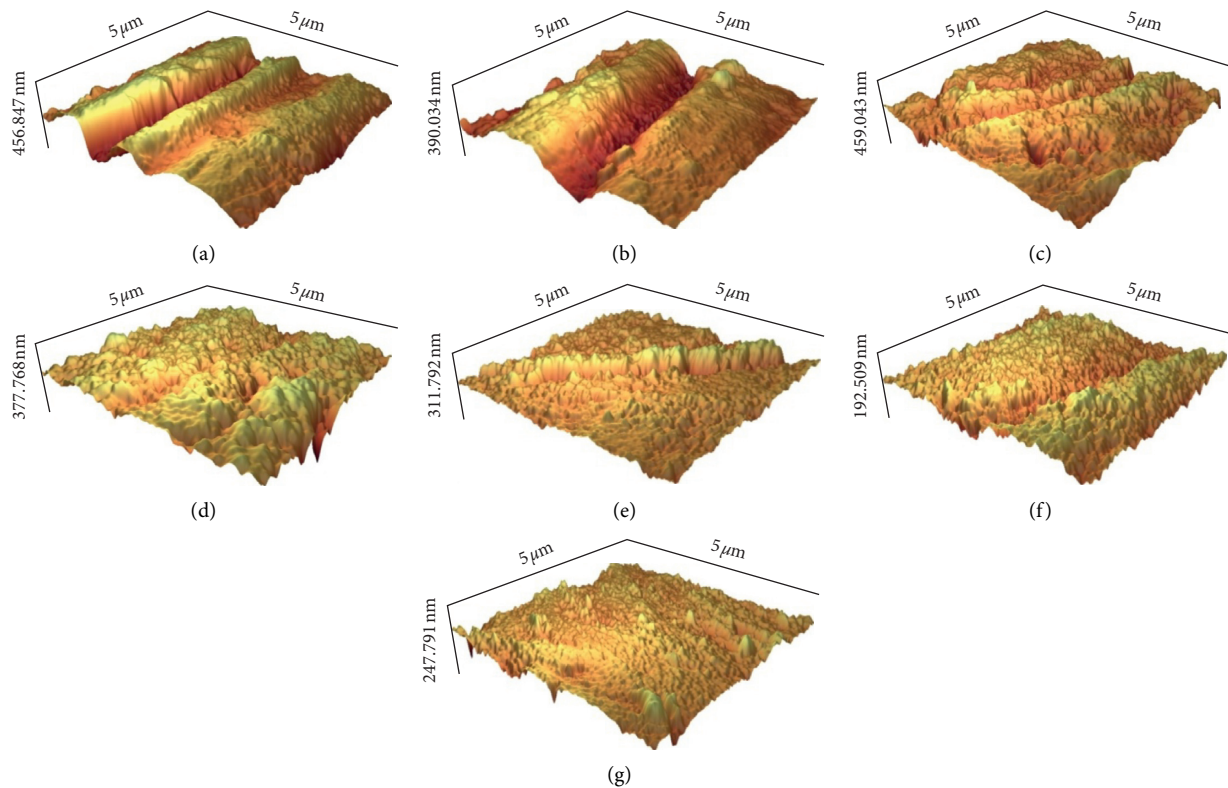 5 μm 5 μm
456.847 nm
(a)
5 μm 5 μm
390.034 nm
(b)
5 μm 5 μm
459.043 nm
(c)
5 μm 5 μm
377.768 nm
(d)
5 μm 5 μm
311.792 nm
(e)
5 μm 5 μm
192.509 nm
(f)
5 μm 5 μm
247.791 nm
(g)